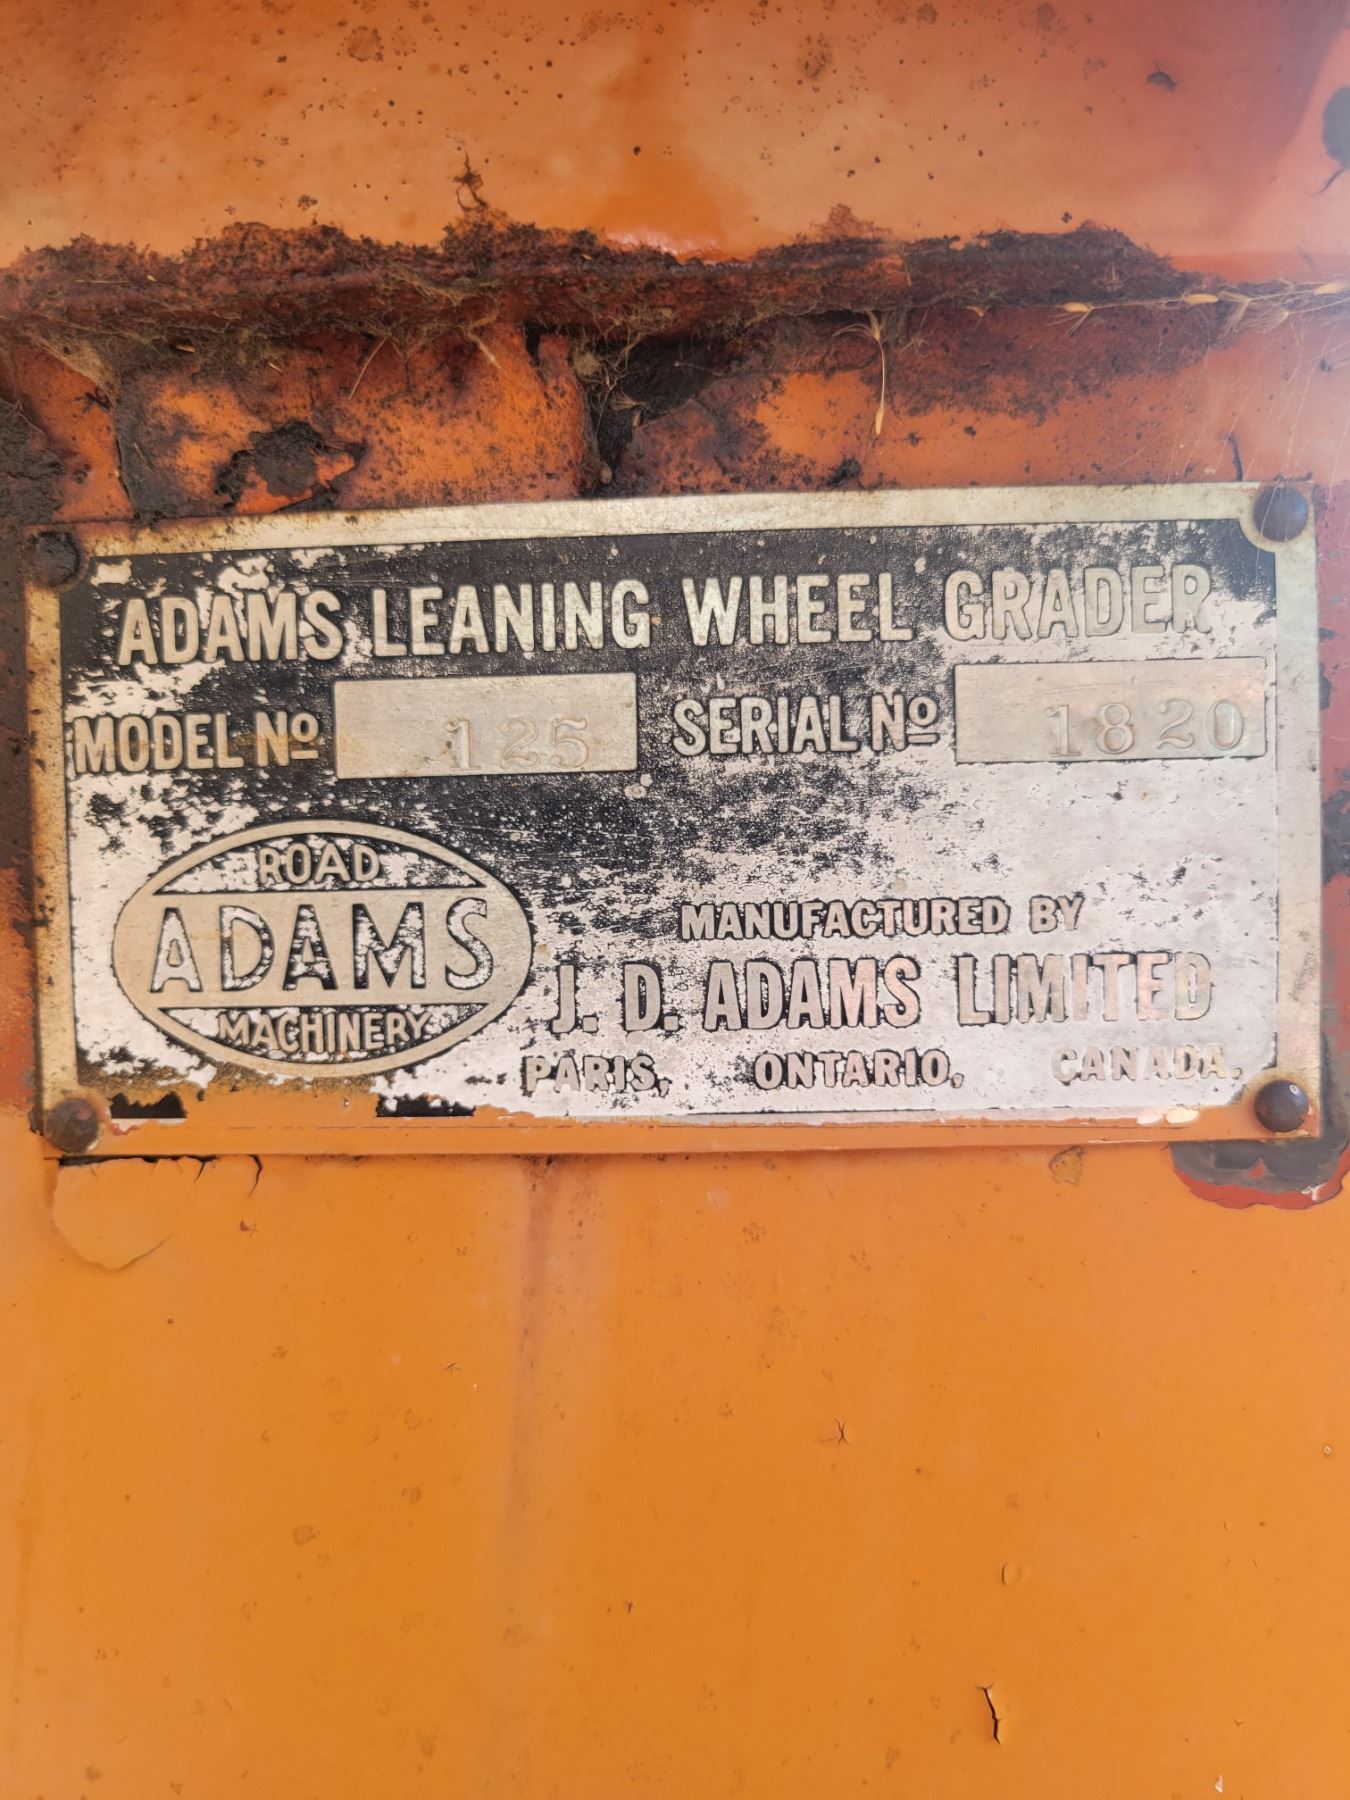 ADAMS LEANING WHEEL GRADER
MODEL Nº 125 SERIAL Nº 1820
ROAD
ADAMS
MACHINERY
MANUFACTURED BY
J. D. ADAMS LIMITED
PARIS, ONTARIO, CANADA.